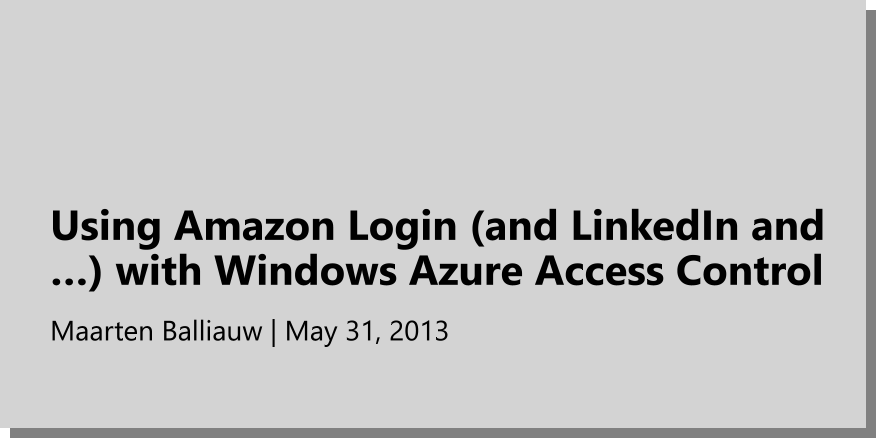 Using Amazon Login (and LinkedIn and
…) with Windows Azure Access Control
Maarten Balliauw | May 31, 2013